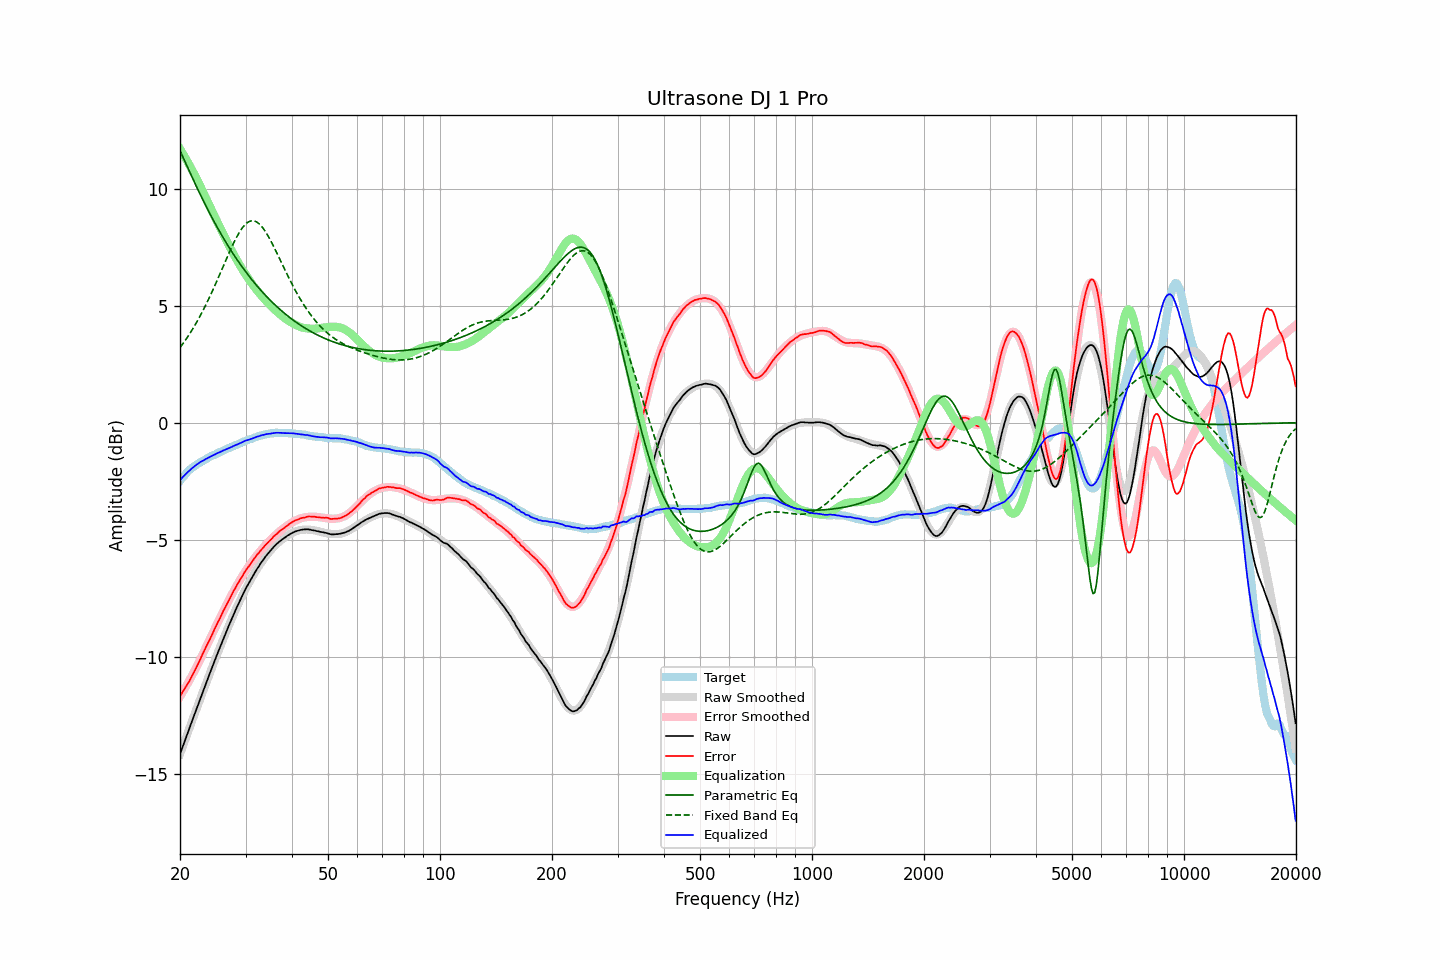 Ultrasone DJ 1 Pro
Amplitude (dBr)
10
5
0
−5
−10
−15
Target
Raw Smoothed
Error Smoothed
Raw
Error
Equalization
Parametric Eq
Fixed Band Eq
Equalized
20
50
100
200
500
1000
2000
5000
10000
20000
Frequency (Hz)